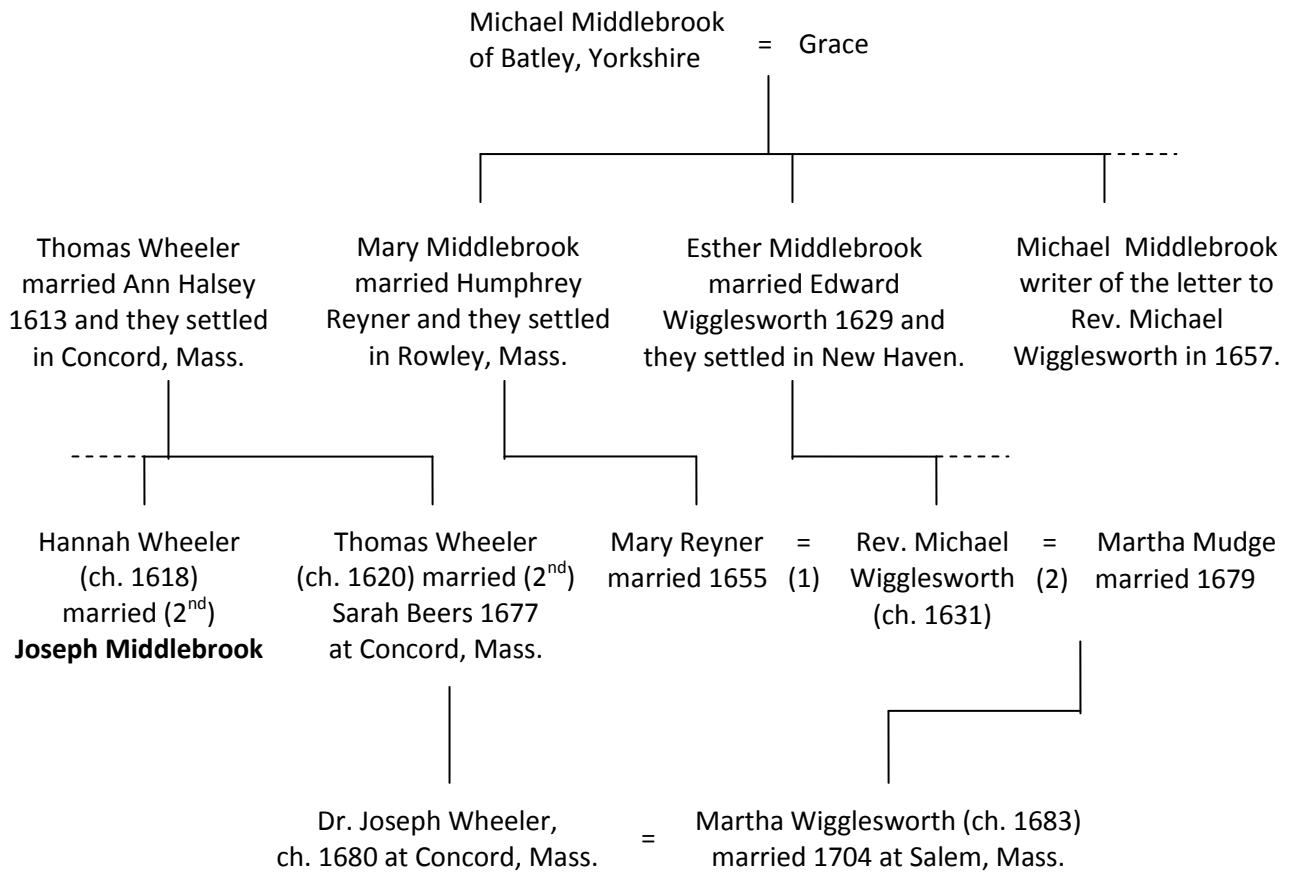 Michael Middlebrook
of Batley, Yorkshire
= Grace
Thomas Wheeler
married Ann Halsey
1613 and they settled
in Concord, Mass.
Mary Middlebrook
married Humphrey
Reyner and they settled
in Rowley, Mass.
Esther Middlebrook
married Edward
Wigglesworth 1629 and
they settled in New Haven.
Michael Middlebrook
writer of the letter to
Rev. Michael
Wigglesworth in 1657.
Hannah Wheeler
(ch. 1618)
married (2nd)
Joseph Middlebrook
Thomas Wheeler
(ch. 1620) married (2nd)
Sarah Beers 1677
at Concord, Mass.
Mary Reyner
married 1655
=
(1)
Rev. Michael
Wigglesworth
(ch. 1631)
=
(2)
Martha Mudge
married 1679
Dr. Joseph Wheeler,
ch. 1680 at Concord, Mass.
=
Martha Wigglesworth (ch. 1683)
married 1704 at Salem, Mass.